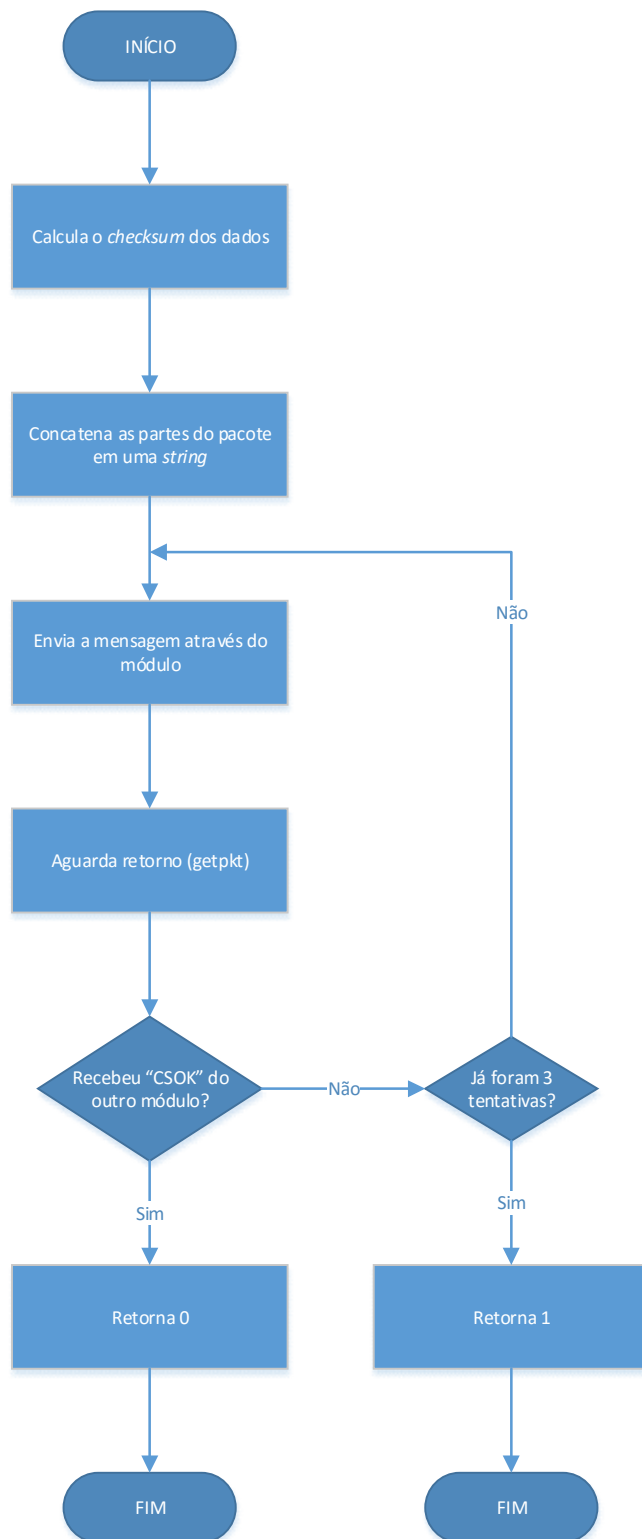 INÍCIO
Calcula o checksum dos dados
Concatena as partes do pacote
em uma string
Não
Envia a mensagem através do
módulo
Aguarda retorno (getpkt)
Recebeu “CSOK” do
outro módulo?
Não
Já foram 3
tentativas?
Sim
Sim
Retorna 0
Retorna 1
FIM
FIM